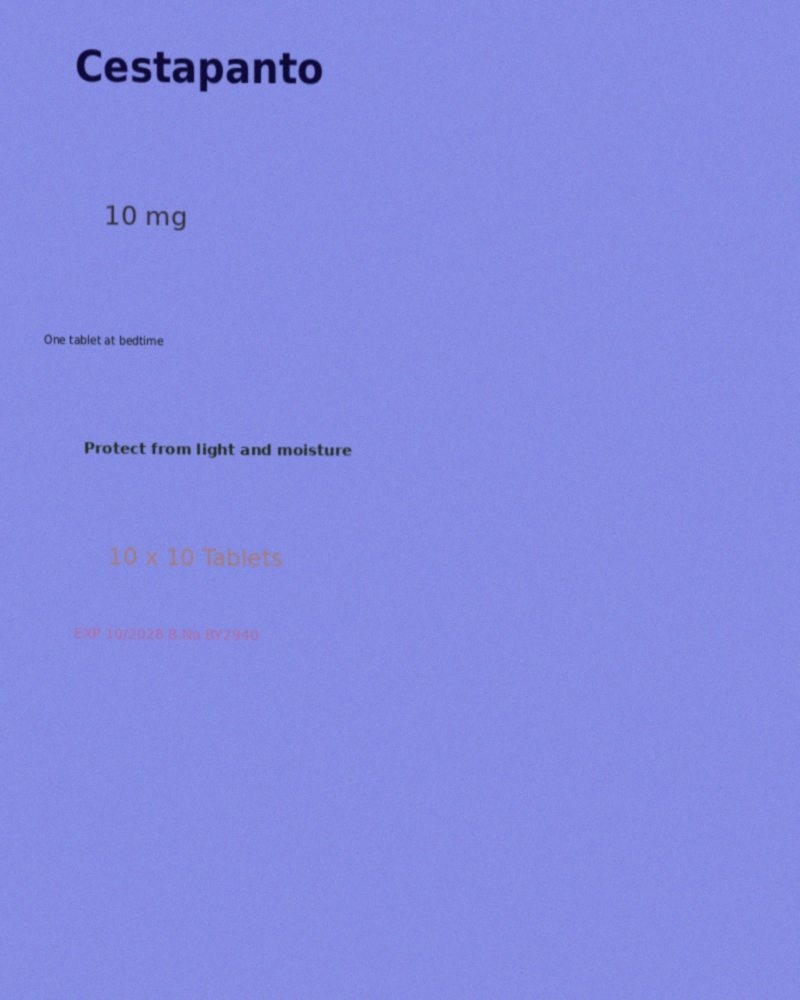 Cestapanto
10 mg
One tablet at bedtime
Protect from light and moisture
10 x 10 Tablets
EXP 10/2028 B.No BY2940